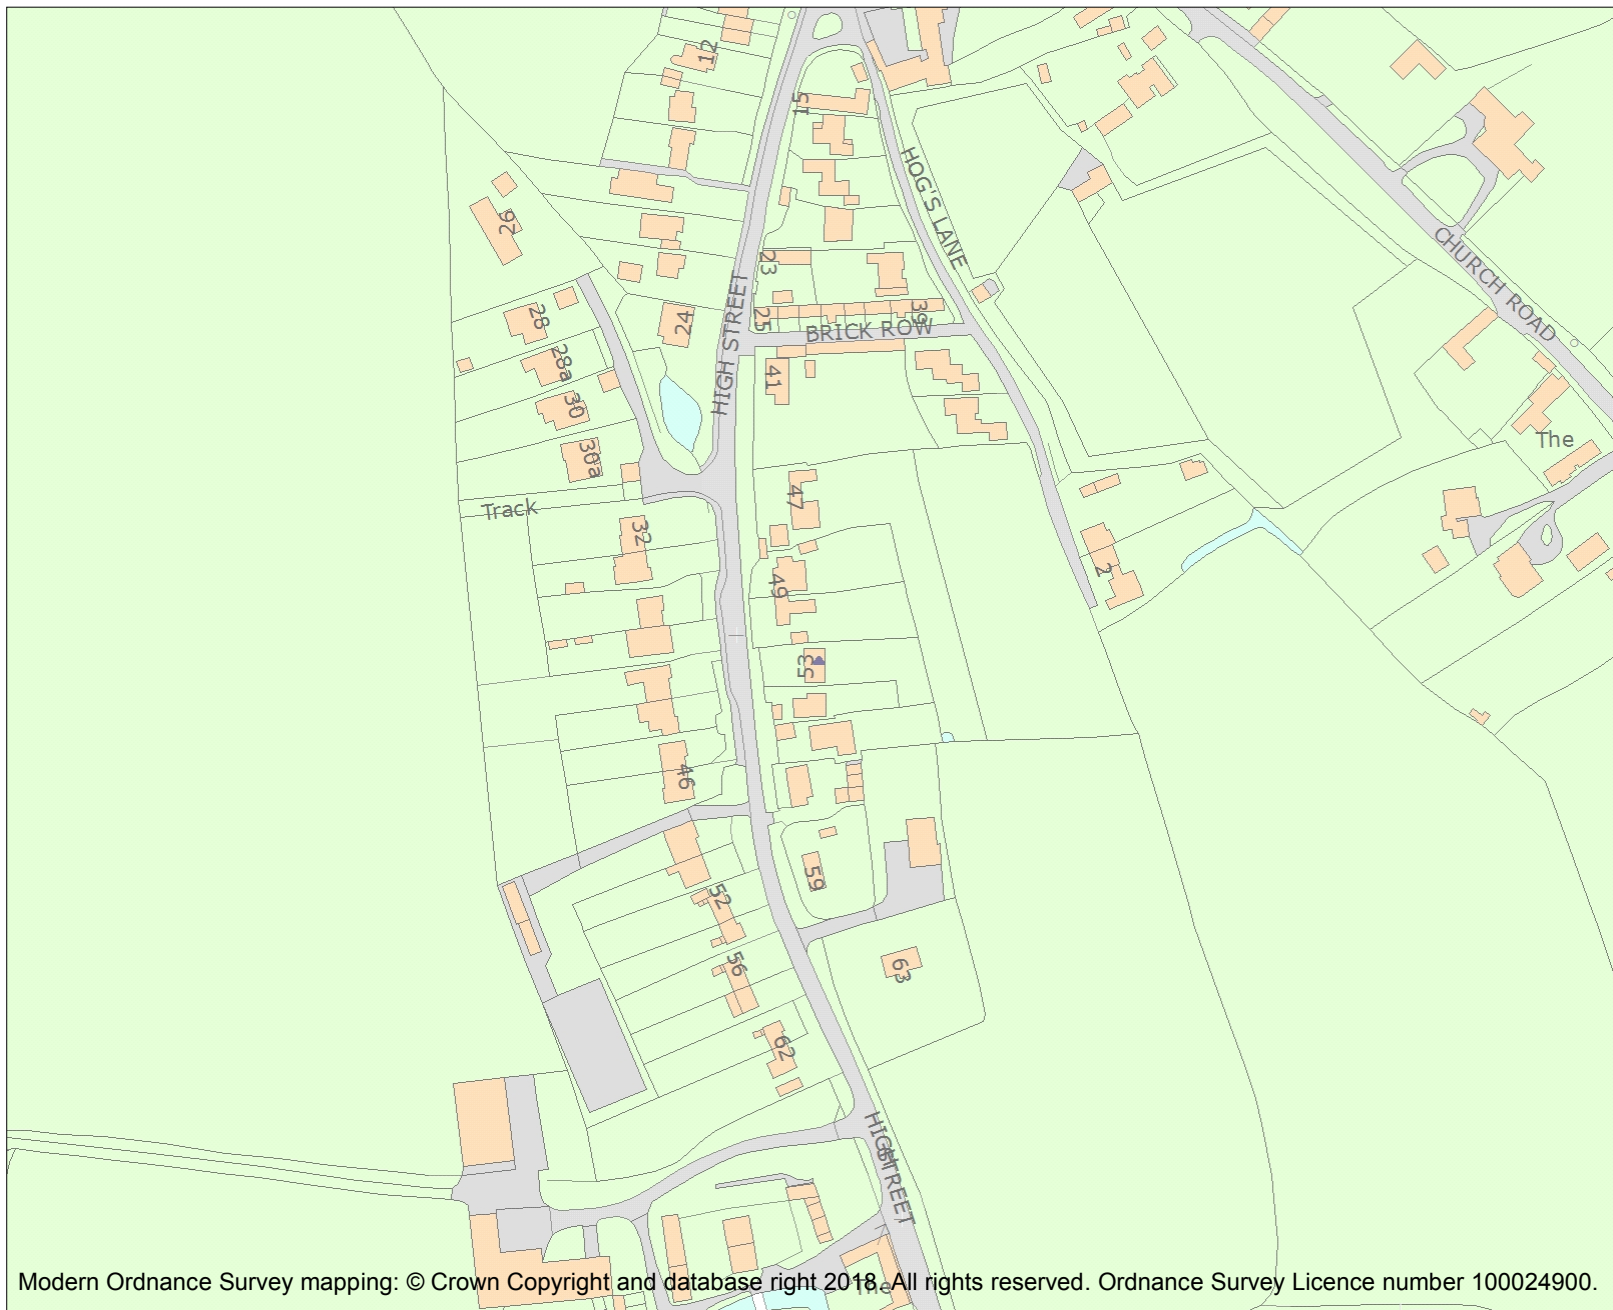 12
15
HOG'S LANE
26
23
CHURCH ROAD
28
24
HIGH STREET
25
39
BRICK ROW
28a
41
30
30a
The
47
Track
32
2
49
53
46
59
52
56
63
62
HIGH STREET
The
Modern Ordnance Survey mapping: © Crown Copyright and database right 2018. All rights reserved. Ordnance Survey Licence number 100024900.